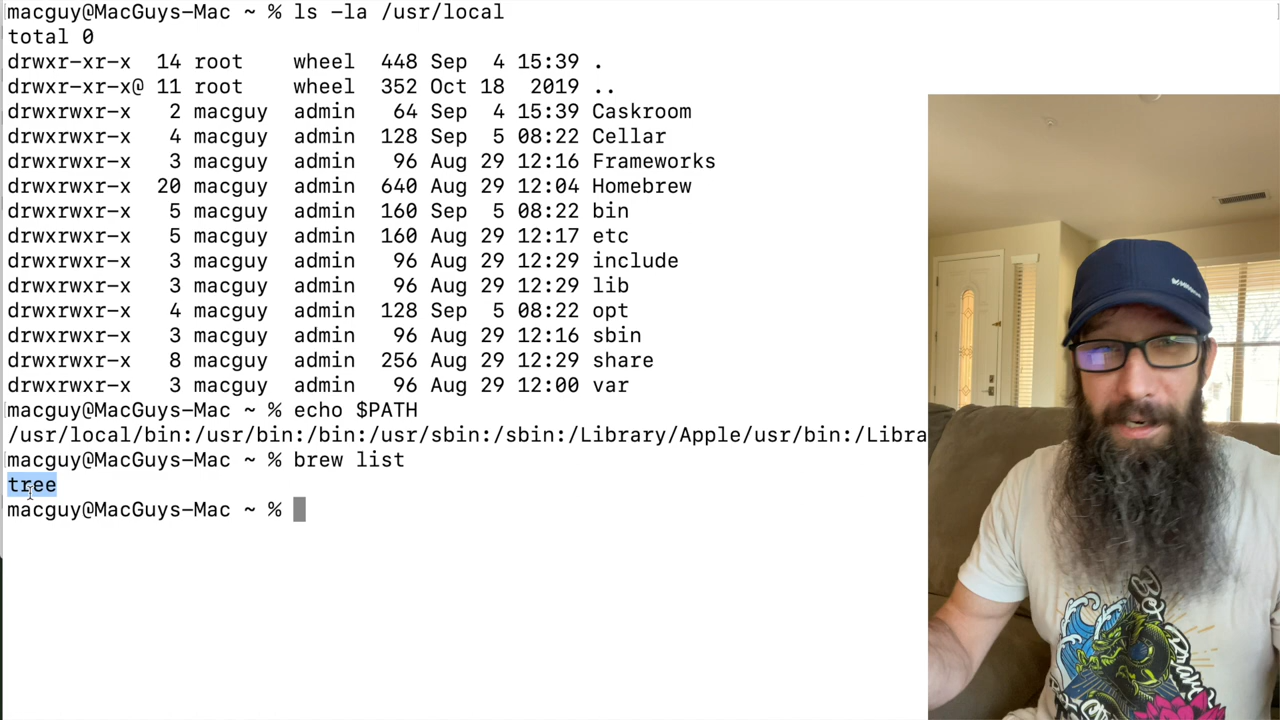 macguy@MacGuys-Mac ~ % ls -la /usr/local
total 0
drwxr-xr-x  14 root    wheel  448 Sep  4 15:39 .
drwxr-xr-x@ 11 root    wheel  352 Oct 18  2019 ..
drwxrwxr-x   2 macguy  admin   64 Sep  4 15:39 Caskroom
drwxrwxr-x   4 macguy  admin  128 Sep  5 08:22 Cellar
drwxrwxr-x   3 macguy  admin   96 Aug 29 12:16 Frameworks
drwxrwxr-x  20 macguy  admin  640 Aug 29 12:04 Homebrew
drwxrwxr-x   5 macguy  admin  160 Sep  5 08:22 bin
drwxrwxr-x   5 macguy  admin  160 Aug 29 12:17 etc
drwxrwxr-x   3 macguy  admin   96 Aug 29 12:29 include
drwxrwxr-x   3 macguy  admin   96 Aug 29 12:29 lib
drwxrwxr-x   4 macguy  admin  128 Sep  5 08:22 opt
drwxrwxr-x   3 macguy  admin   96 Aug 29 12:16 sbin
drwxrwxr-x   8 macguy  admin  256 Aug 29 12:29 share
drwxrwxr-x   3 macguy  admin   96 Aug 29 12:00 var
macguy@MacGuys-Mac ~ % echo $PATH
/usr/local/bin:/usr/bin:/bin:/usr/sbin:/sbin:/Library/Apple/usr/bin:/Libra
macguy@MacGuys-Mac ~ % brew list
tree
macguy@MacGuys-Mac ~ %